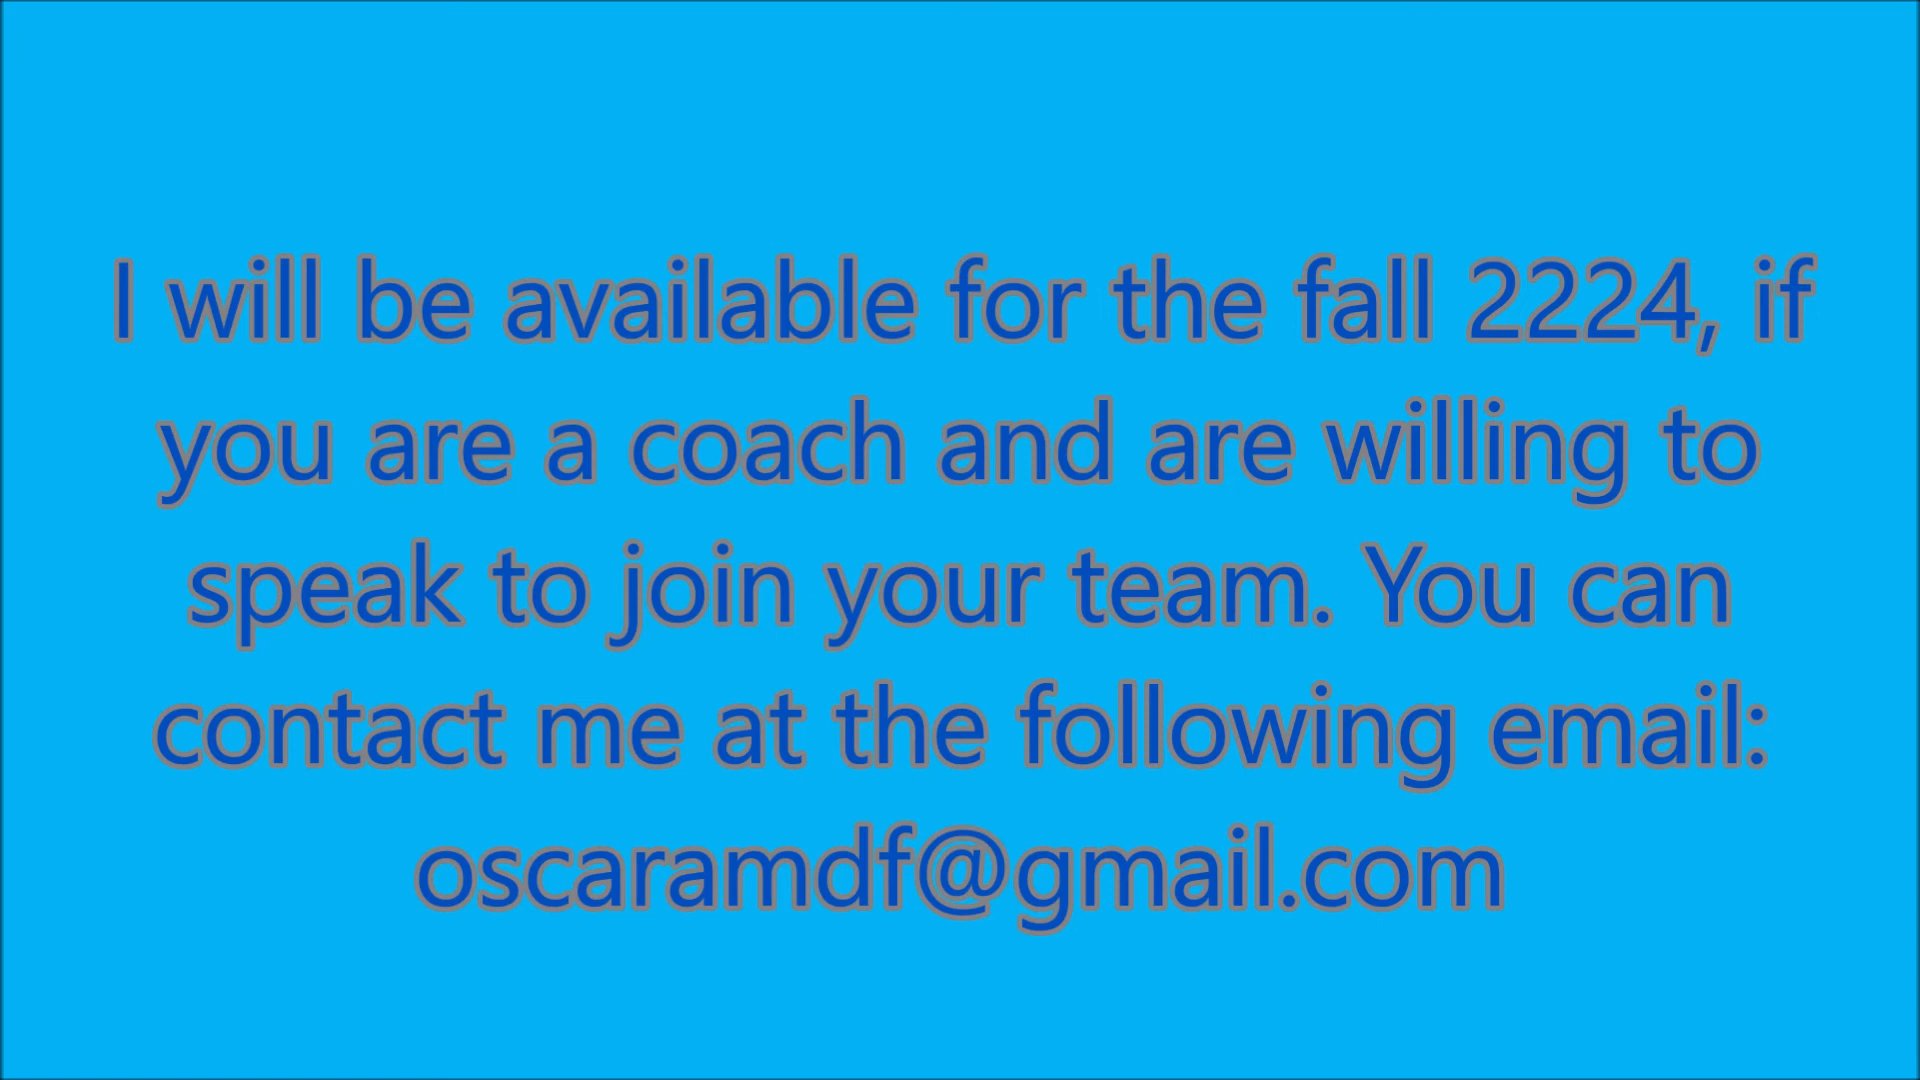 I will be available for the fall 2224, if
you are a coach and are willing to
speak to join your team. You can
contact me at the following email:
oscaramdf@gmail.com